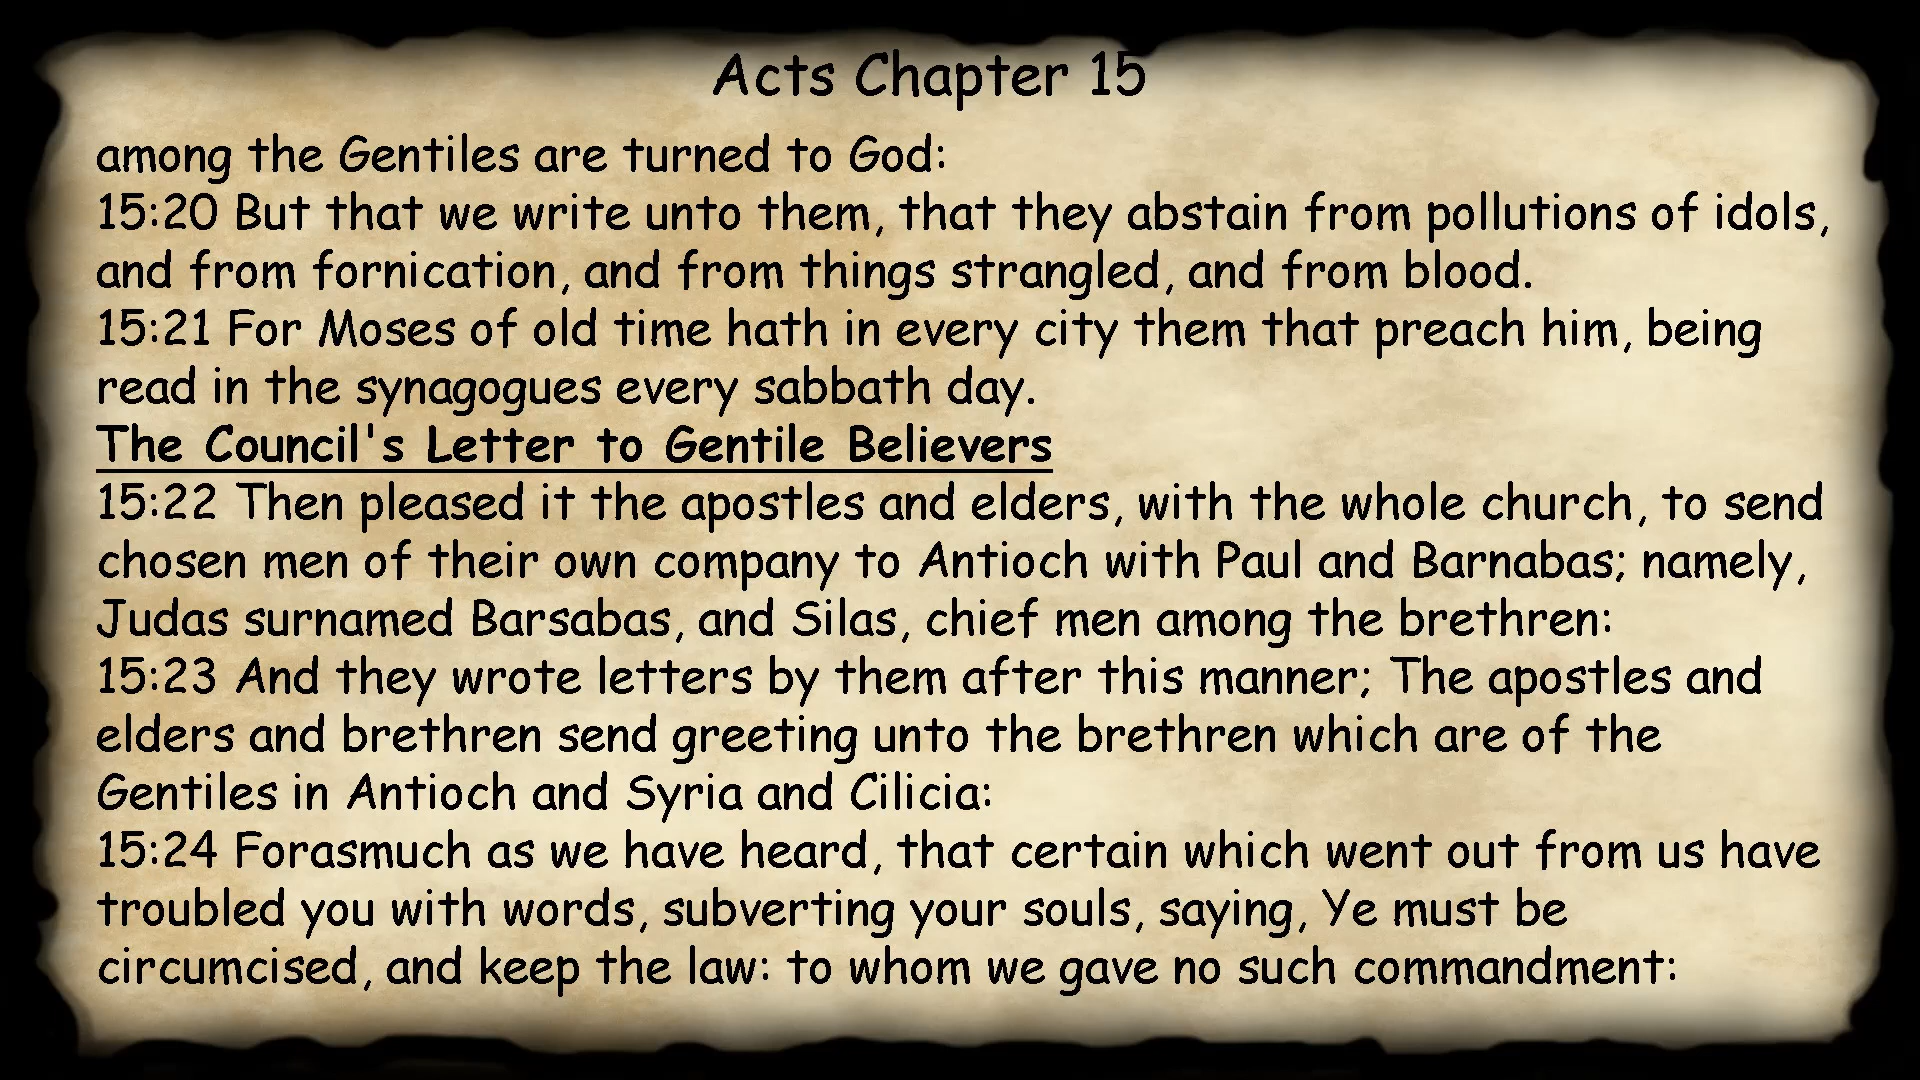 Acts Chapter 15
among the Gentiles are turned to God:
15:20 But that we write unto them, that they abstain from pollutions of idols,
and from fornication, and from things strangled, and from blood.
15:21 For Moses of old time hath in every city them that preach him, being
read in the synagogues every sabbath day.
The Council's Letter to Gentile Believers
15:22 Then pleased it the apostles and elders, with the whole church, to send
chosen men of their own company to Antioch with Paul and Barnabas; namely,
Judas surnamed Barsabas, and Silas, chief men among the brethren:
15:23 And they wrote letters by them after this manner; The apostles and
elders and brethren send greeting unto the brethren which are of the
Gentiles in Antioch and Syria and Cilicia:
15:24 Forasmuch as we have heard, that certain which went out from us have
troubled you with words, subverting your souls, saying, Ye must be
circumcised, and keep the law: to whom we gave no such commandment: